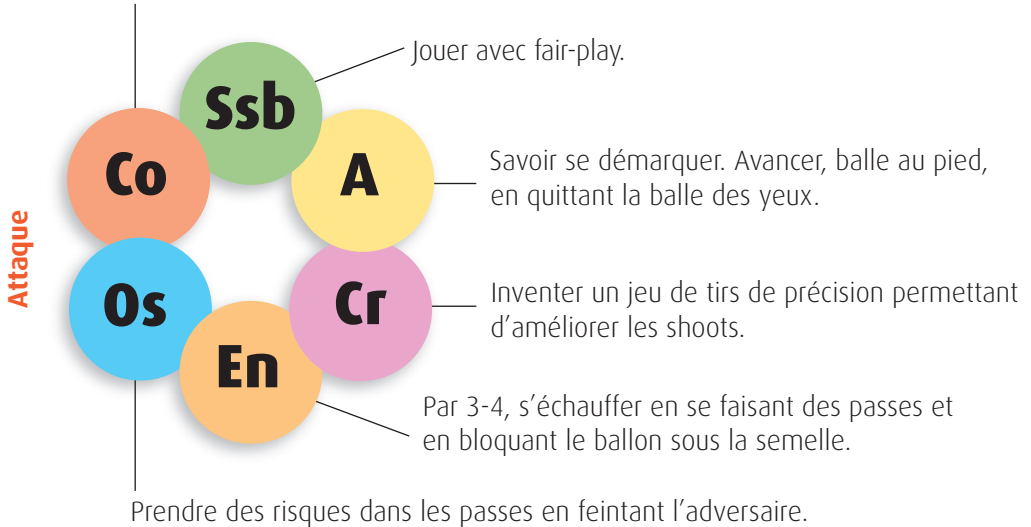 Jouer avec fair-play.
Ssb
Co
A
Savoir se démarquer. Avancer, balle au pied,
en quittant la balle des yeux.
Attaque
Os
Cr
Inventer un jeu de tirs de précision permettant
d'améliorer les shoots.
En
Par 3-4, s'échauffer en se faisant des passes et
en bloquant le ballon sous la semelle.
Prendre des risques dans les passes en feintant l'adversaire.